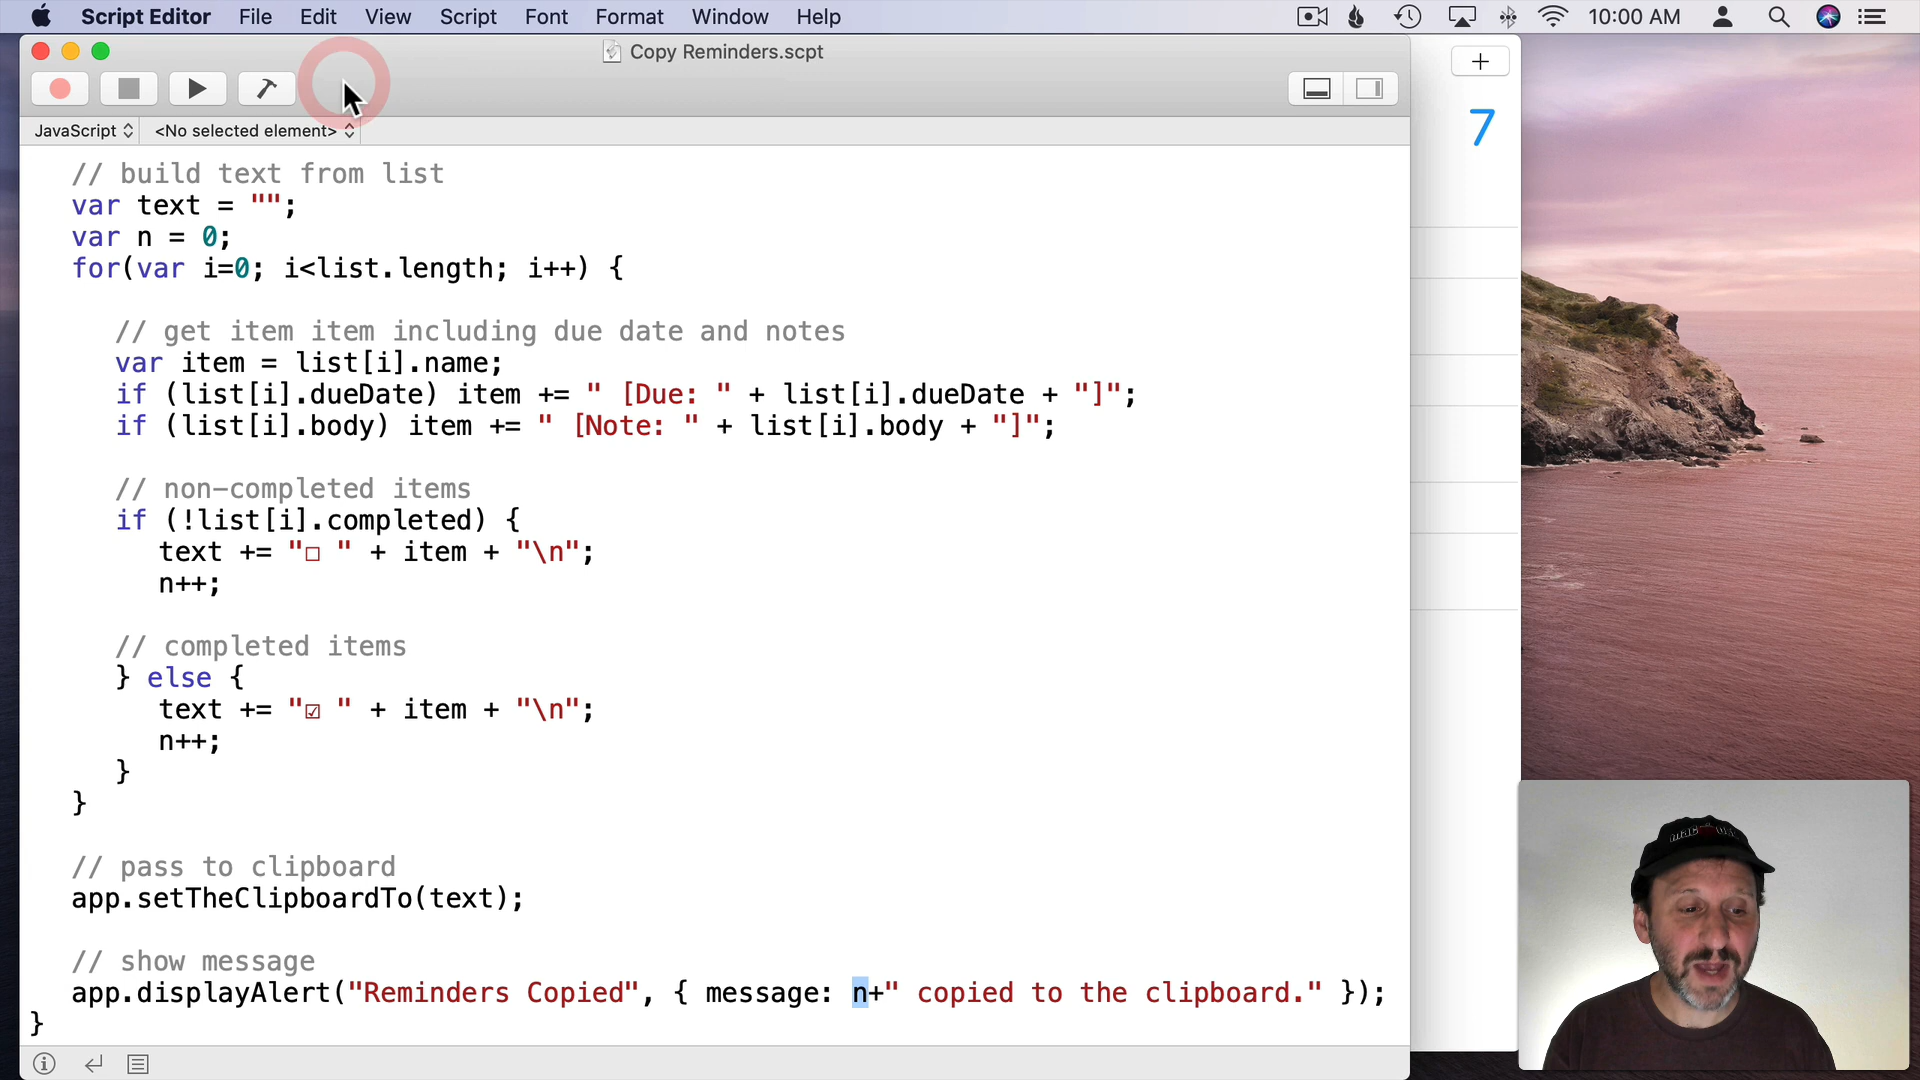 Script Editor File Edit View Script Font Format Window Help 10:00 AM
Copy Reminders.scpt
7
JavaScript <No selected element>
// build text from list
var text = "";
var n = 0;
for(var i=0; i<list.length; i++) {
// get item item including due date and notes
var item = list[i].name;
if (list[i].dueDate) item += " [Due: " + list[i].dueDate + "]";
if (list[i].body) item += " [Note: " + list[i].body + "]";
// non-completed items
if (!list[i].completed) {
text += "☐ " + item + "\n";
n++;
// completed items
} else {
text += "☑ " + item + "\n";
n++;
}
}
// pass to clipboard
app.setTheClipboardTo(text);
// show message
app.displayAlert("Reminders Copied", { message: n+" copied to the clipboard." });
}